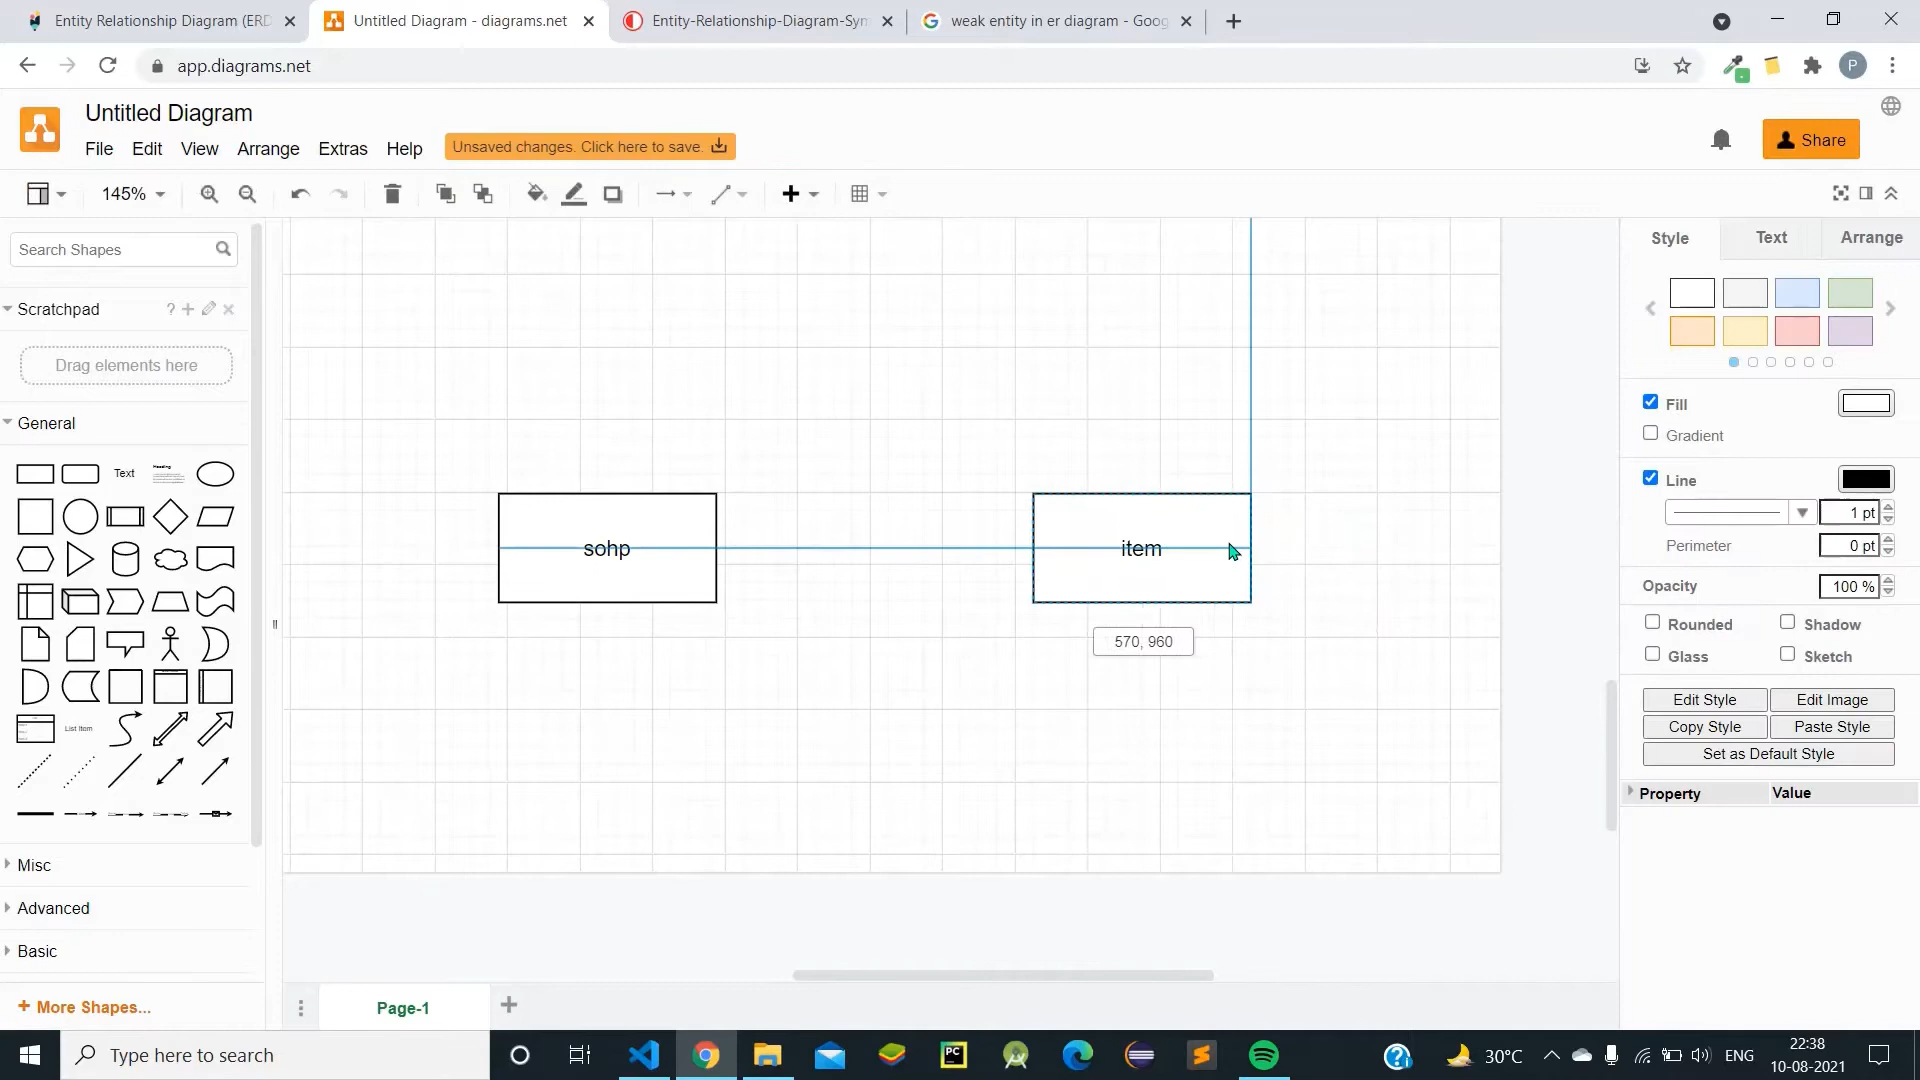 Entity Relationship Diagram (ERD
Untitled Diagram - diagrams.net
Entity-Relationship-Diagram-Sym
weak entity in er diagram - Goog
app.diagrams.net
P
Untitled Diagram
File Edit View Arrange Extras Help
Unsaved changes. Click here to save.
Share
145%
Search Shapes
Style Text Arrange
Scratchpad
?
Drag elements here
General
Text
Heading
Fill
Gradient
Line
1 pt
Perimeter
0 pt
sohp
item
570, 960
Opacity
100 %
Rounded
Shadow
Glass
Sketch
List Item
Edit Style
Edit Image
Copy Style
Paste Style
Set as Default Style
Property
Value
Misc
Advanced
Basic
+ More Shapes...
Page-1
Type here to search
PC
30°C
ENG
22:38
10-08-2021